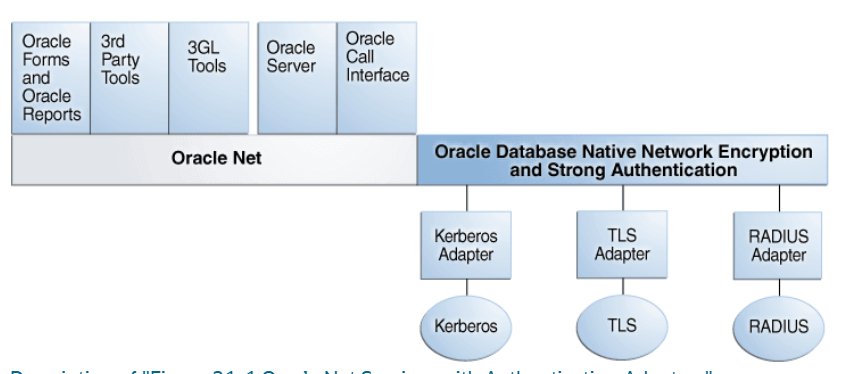 Oracle
Forms
and
Oracle
Reports
3rd
Party
Tools
3GL
Tools
Oracle
Server
Oracle
Call
Interface
Oracle Net
Oracle Database Native Network Encryption
and Strong Authentication
Kerberos
Adapter
TLS
Adapter
RADIUS
Adapter
Kerberos
TLS
RADIUS